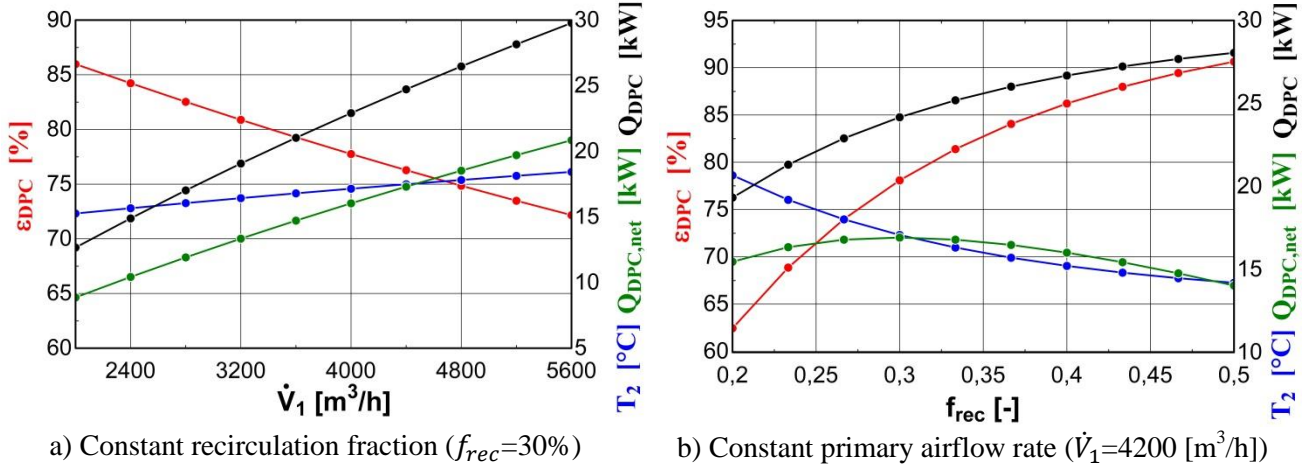 90
85
80
75
70
65
60
εDPC [%]
30
25
20
15
10
5
QDPC [kW]
T2 [°C] QDPC,net [kW]
2400 3200 4000 4800 5600
V̇1 [m3/h]
a) Constant recirculation fraction (frec=30%)
95
90
85
80
75
70
65
60
εDPC [%]
30
25
20
15
10
QDPC [kW]
T2 [°C] QDPC,net [kW]
0,2 0,25 0,3 0,35 0,4 0,45 0,5
frec [-]
b) Constant primary airflow rate (V̇1=4200 [m3/h])